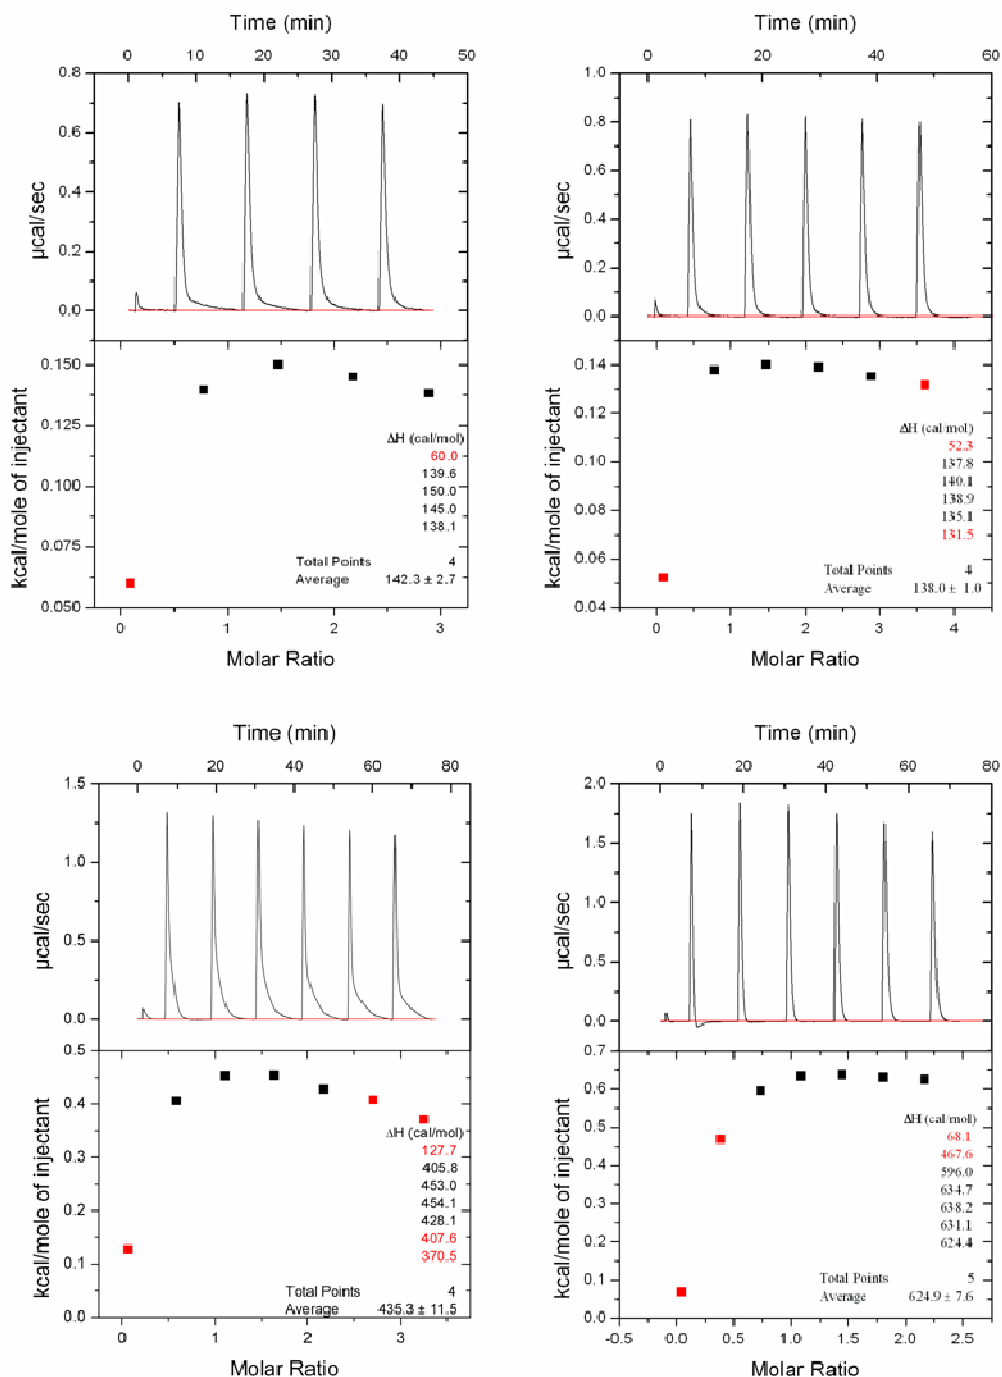 Time (min)
0 10 20 30 40 50
0.8
0.6
0.4
0.2
0.0
µcal/sec
0.150
0.125
0.100
0.075
0.050
kcal/mole of injectant
ΔH (cal/mol)
60.0
139.6
150.0
145.0
138.1
Total Points 4
Average 142.3 ± 2.7
0 1 2 3
Molar Ratio
Time (min)
0 20 40 60
1.0
0.8
0.6
0.4
0.2
0.0
µcal/sec
0.14
0.12
0.10
0.08
0.06
0.04
kcal/mole of injectant
ΔH (cal/mol)
52.3
137.8
140.1
138.9
135.1
131.5
Total Points 4
Average 138.0 ± 1.0
0 1 2 3 4
Molar Ratio
Time (min)
0 20 40 60 80
1.5
1.0
0.5
0.0
0.5
µcal/sec
0.4
0.3
0.2
0.1
0.0
kcal/mole of injectant
ΔH (cal/mol)
127.7
405.8
453.0
454.1
428.1
407.6
370.5
Total Points 4
Average 435.3 ± 11.5
0 1 2 3
Molar Ratio
Time (min)
0 20 40 60 80
2.0
1.5
1.0
0.5
0.0
µcal/sec
0.7
0.6
0.5
0.4
0.3
0.2
0.1
0.0
kcal/mole of injectant
ΔH (cal/mol)
68.1
467.6
596.0
634.7
638.2
631.1
624.4
Total Points 5
Average 624.9 ± 7.6
-0.5 0.0 0.5 1.0 1.5 2.0 2.5
Molar Ratio